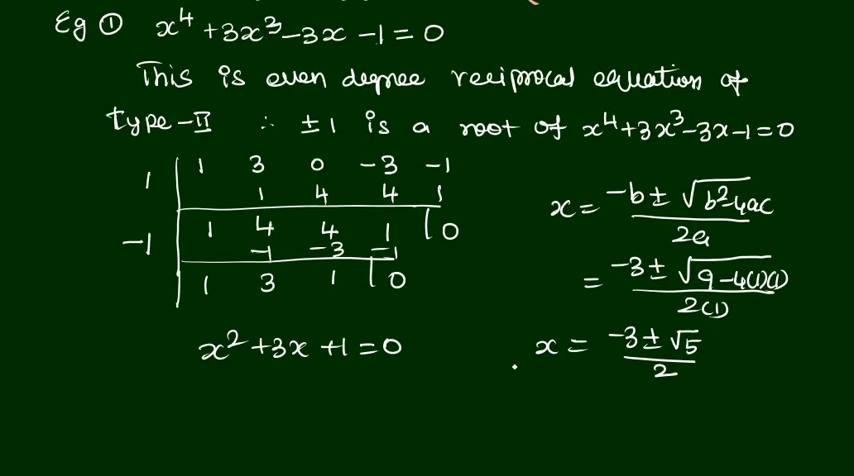 Eg ① x⁴ + 3x³ - 3x - 1 = 0
This is even degree reciprocal equation of
type -II ∴ ±1 is a root of x⁴+3x³-3x-1=0
1 | 1 3 0 -3 -1
1 4 4 1
-1 | 1 4 4 1 | 0
-1 -3 -1
1 3 1 | 0
x² + 3x + 1 = 0
x = (-b ± √(b²-4ac))/2a
= (-3 ± √(9-4(1)(1)))/2(1)
x = (-3 ± √5)/2